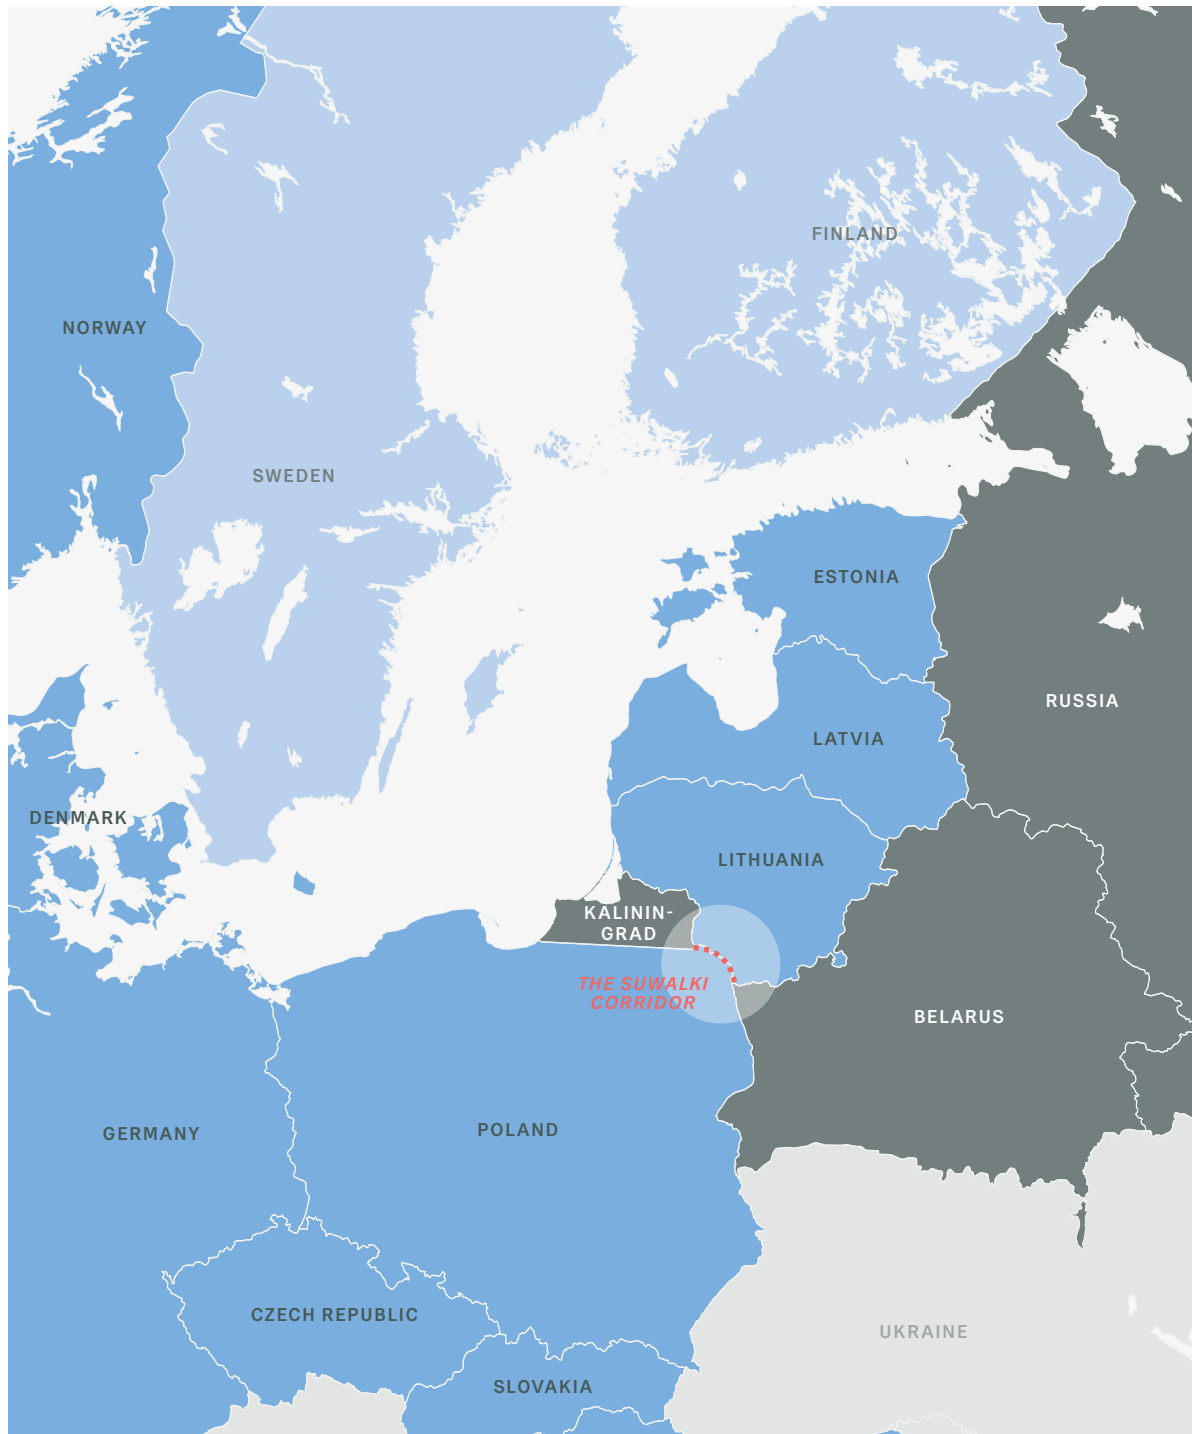 FINLAND
NORWAY
SWEDEN
ESTONIA
RUSSIA
LATVIA
DENMARK
LITHUANIA
KALININ-
GRAD
THE SUWALKI
CORRIDOR
BELARUS
GERMANY
POLAND
CZECH REPUBLIC
UKRAINE
SLOVAKIA